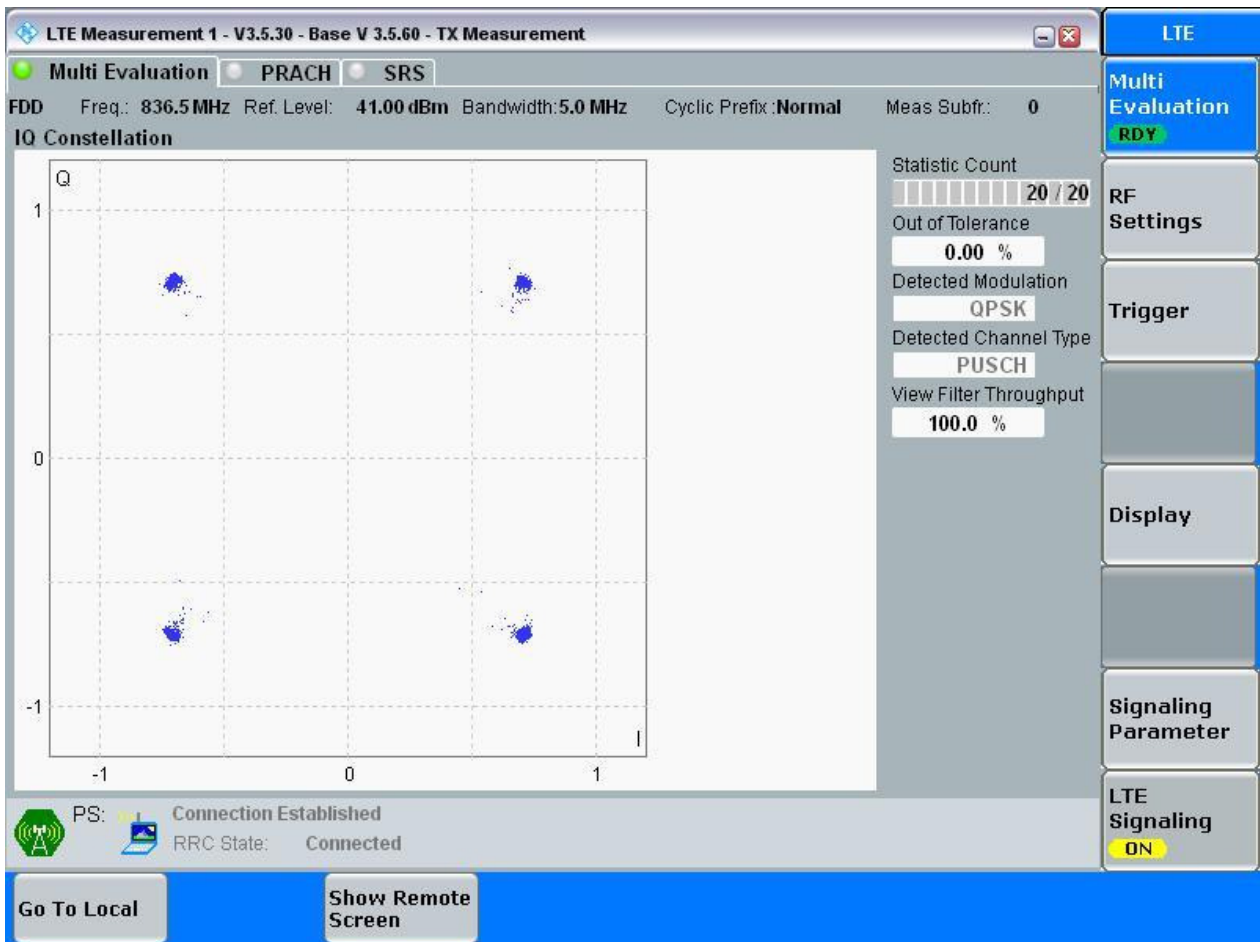 LTE Measurement 1 - V3.5.30 - Base V 3.5.60 - TX Measurement
LTE
Multi Evaluation PRACH SRS
Multi
Evaluation
RDY
FDD Freq.: 836.5 MHz Ref. Level: 41.00 dBm Bandwidth:5.0 MHz Cyclic Prefix :Normal Meas Subfr.: 0
IQ Constellation
Q
1
0
-1
-1 0 1
I
Statistic Count
20 / 20
Out of Tolerance
0.00 %
Detected Modulation
QPSK
Detected Channel Type
PUSCH
View Filter Throughput
100.0 %
RF
Settings
Trigger
Display
Signaling
Parameter
LTE
Signaling
ON
PS: Connection Established
RRC State: Connected
Go To Local
Show Remote
Screen